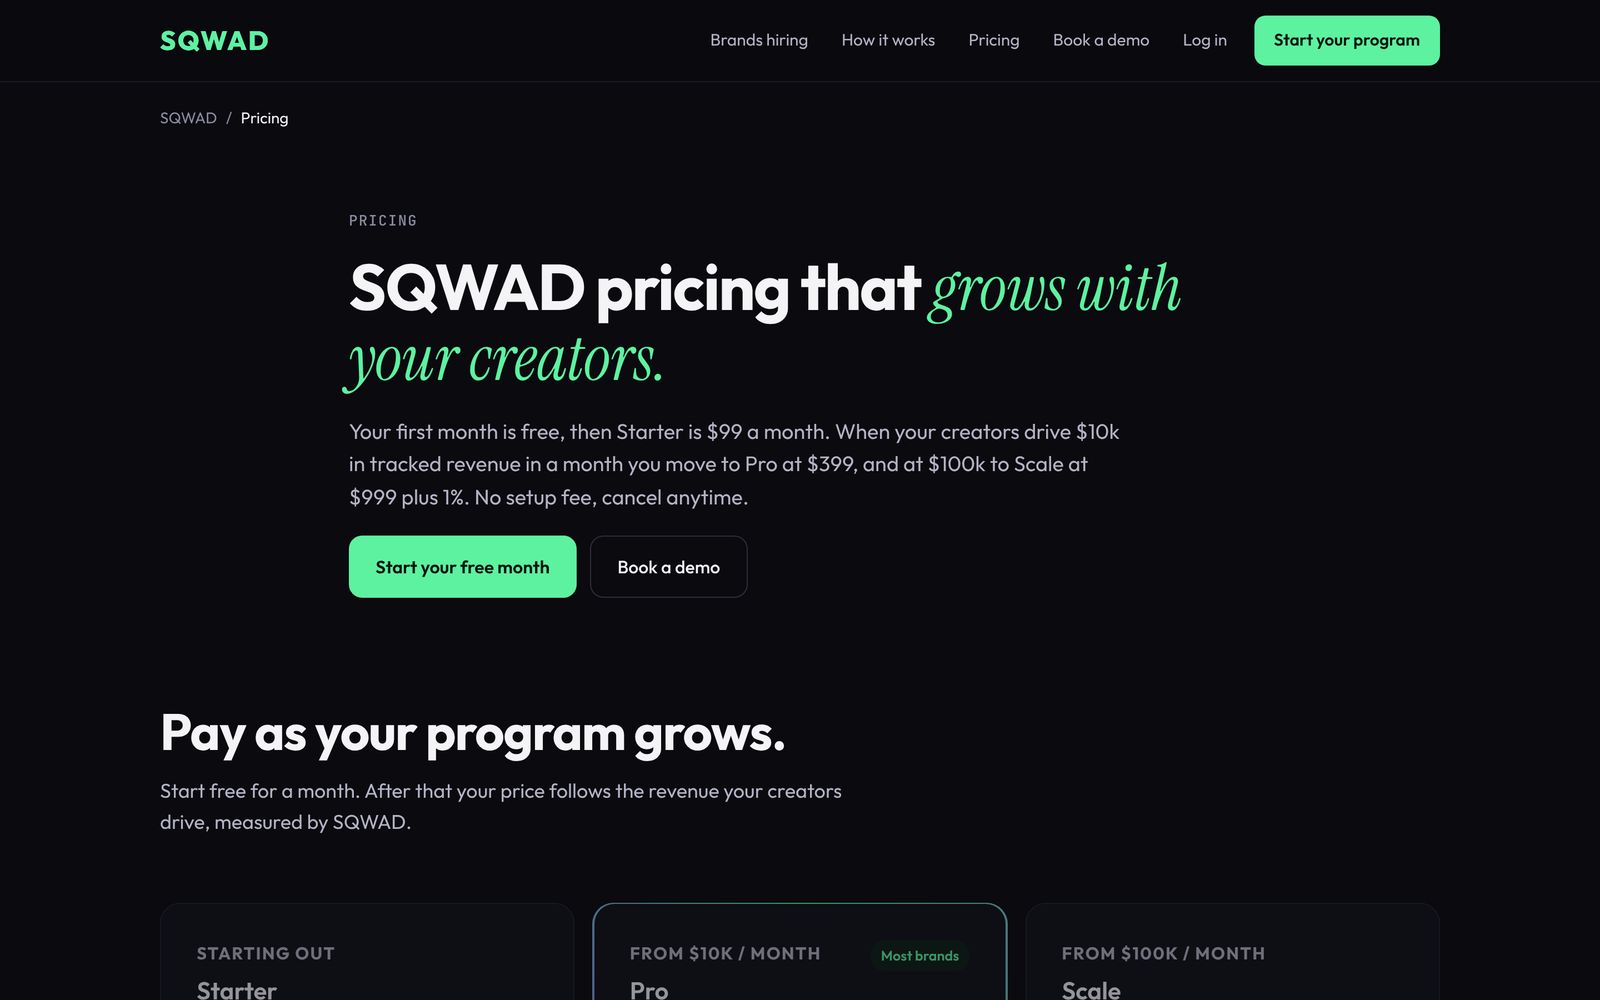 SQWAD
Brands hiring
How it works
Pricing
Book a demo
Log in
Start your program
SQWAD / Pricing
PRICING
SQWAD pricing that grows with
your creators.
Your first month is free, then Starter is $99 a month. When your creators drive $10k
in tracked revenue in a month you move to Pro at $399, and at $100k to Scale at
$999 plus 1%. No setup fee, cancel anytime.
Start your free month
Book a demo
Pay as your program grows.
Start free for a month. After that your price follows the revenue your creators
drive, measured by SQWAD.
STARTING OUT
Starter
FROM $10K / MONTH
Most brands
Pro
FROM $100K / MONTH
Scale